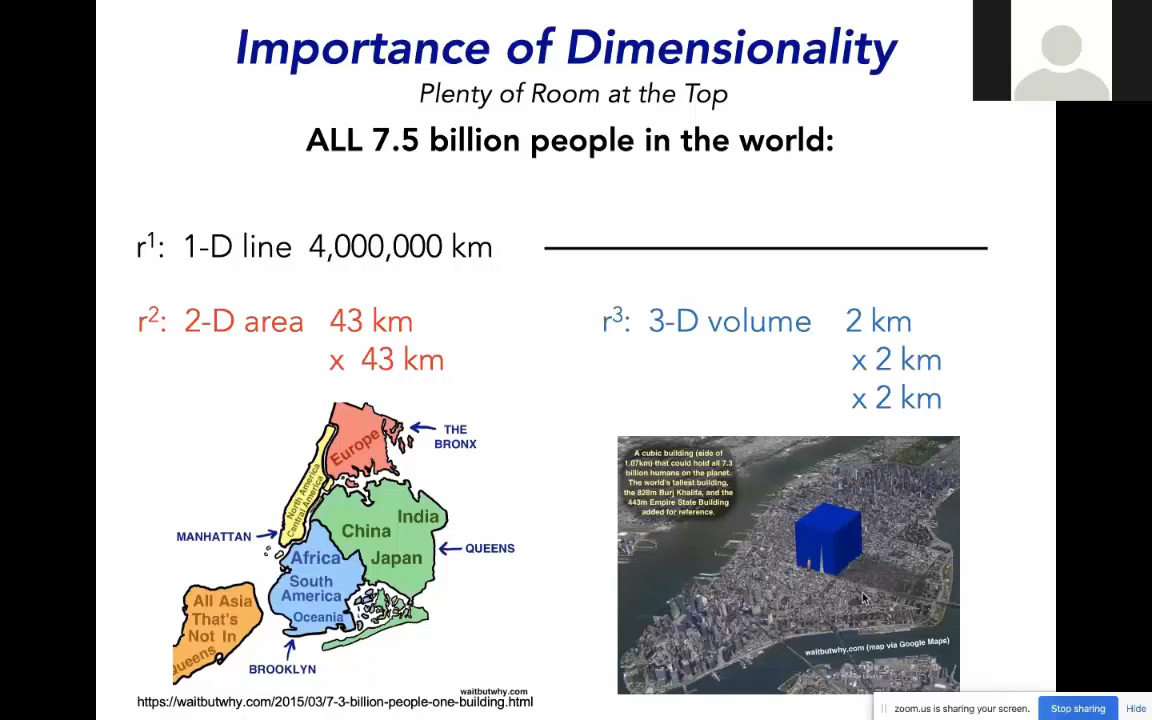 Importance of Dimensionality
Plenty of Room at the Top
ALL 7.5 billion people in the world:
r¹: 1-D line 4,000,000 km
r²: 2-D area 43 km
x 43 km
r³: 3-D volume 2 km
x 2 km
x 2 km
THE
BRONX
Europe
North America
Central America
MANHATTAN
India
China
Japan
QUEENS
Africa
South
America
Oceania
All Asia
That's
Not In
Queens
BROOKLYN
waitbutwhy.com
https://waitbutwhy.com/2015/03/7-3-billion-people-one-building.html
A cubic building (side of
1.07km) that could hold all 7.3
billion humans on the planet.
The world's tallest building,
the 828m Burj Khalifa, and the
443m Empire State Building
added for reference.
waitbutwhy.com (map via Google Maps)
zoom.us is sharing your screen.
Stop sharing
Hide